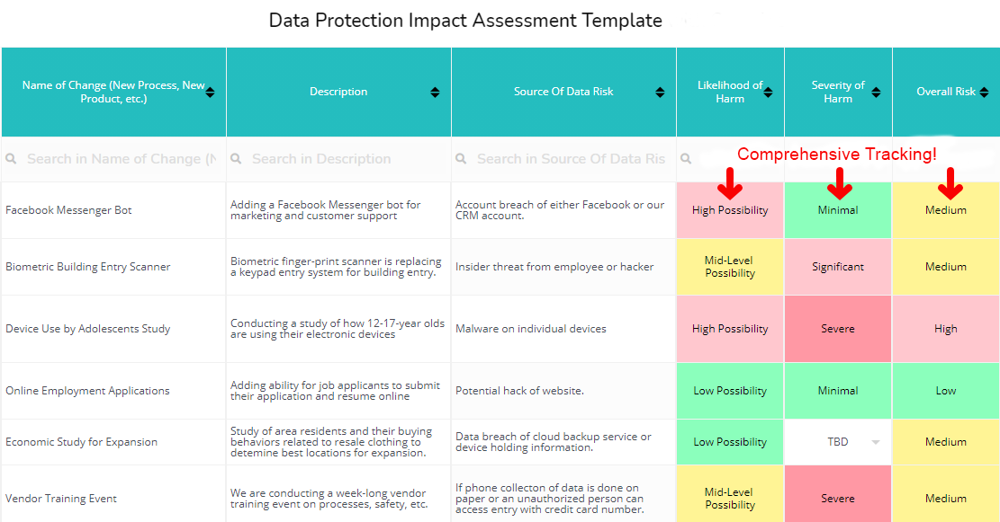 Data Protection Impact Assessment Template
Name of Change (New Process, New
Product, etc.)
Description
Source Of Data Risk
Likelihood of
Harm
Severity of
Harm
Overall Risk
Search in Name of Change (N
Search in Description
Search in Source Of Data Ris
Comprehensive Tracking!
Facebook Messenger Bot
Adding a Facebook Messenger bot for
marketing and customer support
Account breach of either Facebook or our
CRM account.
High Possibility
Minimal
Medium
Biometric Building Entry Scanner
Biometric finger-print scanner is replacing
a keypad entry system for building entry.
Insider threat from employee or hacker
Mid-Level
Possibility
Significant
Medium
Device Use by Adolescents Study
Conducting a study of how 12-17-year olds
are using their electronic devices
Malware on individual devices
High Possibility
Severe
High
Online Employment Applications
Adding ability for job applicants to submit
their application and resume online
Potential hack of website.
Low Possibility
Minimal
Low
Economic Study for Expansion
Study of area residents and their buying
behaviors related to resale clothing to
detemine best locations for expansion.
Data breach of cloud backup service or
device holding information.
Low Possibility
TBD
Medium
Vendor Training Event
We are conducting a week-long vendor
training event on processes, safety, etc.
If phone collecton of data is done on
paper or an unauthorized person can
access entry with credit card number.
Mid-Level
Possibility
Severe
Medium